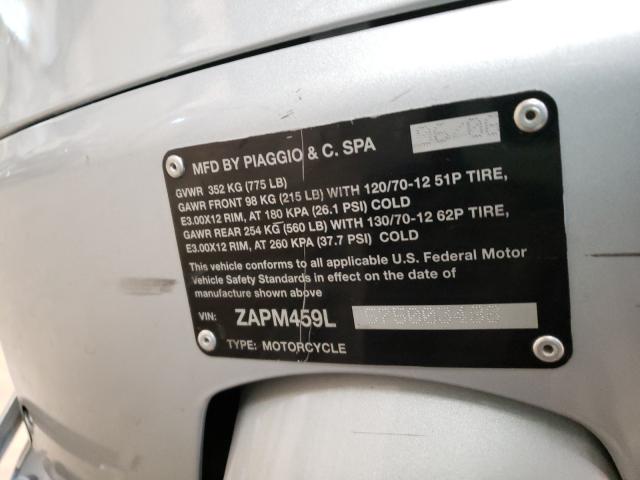 MFD BY PIAGGIO & C. SPA
GVWR 352 KG (775 LB)
GAWR FRONT 98 KG (215 LB) WITH 120/70-12 51P TIRE,
E3.00X12 RIM, AT 180 KPA (26.1 PSI) COLD
GAWR REAR 254 KG (560 LB) WITH 130/70-12 62P TIRE,
E3.00X12 RIM, AT 260 KPA (37.7 PSI) COLD
This vehicle conforms to all applicable U.S. Federal Motor
Vehicle Safety Standards in effect on the date of
manufacture shown above
VIN: ZAPM459L
TYPE: MOTORCYCLE